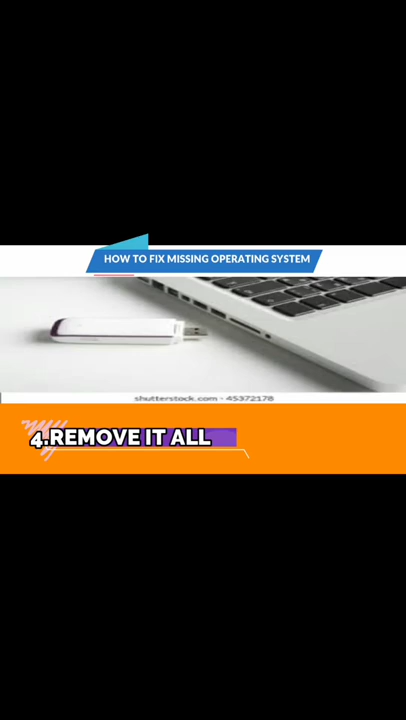 HOW TO FIX MISSING OPERATING SYSTEM
shutterstock.com - 45372178
4.REMOVE IT ALL